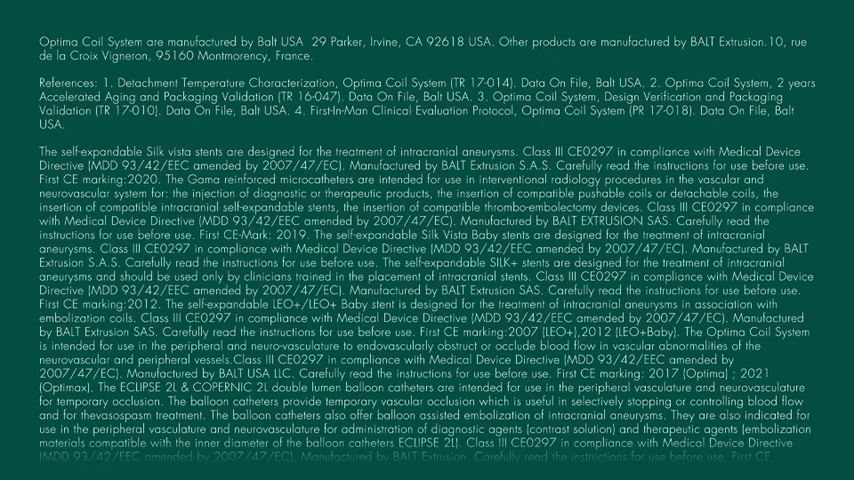 Optima Coil System are manufactured by Balt USA  29 Parker, Irvine, CA 92618 USA. Other products are manufactured by BALT Extrusion.10, rue
de la Croix Vigneron, 95160 Montmorency, France.
References: 1. Detachment Temperature Characterization, Optima Coil System (TR 17-014). Data On File, Balt USA. 2. Optima Coil System, 2 years
Accelerated Aging and Packaging Validation (TR 16-047). Data On File, Balt USA. 3. Optima Coil System, Design Verification and Packaging
Validation (TR 17-010). Data On File, Balt USA. 4. First-In-Man Clinical Evaluation Protocol, Optima Coil System (PR 17-018). Data On File, Balt
USA.
The self-expandable Silk vista stents are designed for the treatment of intracranial aneurysms. Class III CE0297 in compliance with Medical Device
Directive (MDD 93/42/EEC amended by 2007/47/EC). Manufactured by BALT Extrusion S.A.S. Carefully read the instructions for use before use.
First CE marking:2020. The Gama reinforced microcatheters are intended for use in interventional radiology procedures in the vascular and
neurovascular system for: the injection of diagnostic or therapeutic products, the insertion of compatible pushable coils or detachable coils, the
insertion of compatible intracranial self-expandable stents, the insertion of compatible thrombo-embolectomy devices. Class III CE0297 in compliance
with Medical Device Directive (MDD 93/42/EEC amended by 2007/47/EC). Manufactured by BALT EXTRUSION SAS. Carefully read the
instructions for use before use. First CE-Mark: 2019. The self-expandable Silk Vista Baby stents are designed for the treatment of intracranial
aneurysms. Class III CE0297 in compliance with Medical Device Directive (MDD 93/42/EEC amended by 2007/47/EC). Manufactured by BALT
Extrusion S.A.S. Carefully read the instructions for use before use. The self-expandable SILK+ stents are designed for the treatment of intracranial
aneurysms and should be used only by clinicians trained in the placement of intracranial stents. Class III CE0297 in compliance with Medical Device
Directive (MDD 93/42/EEC amended by 2007/47/EC). Manufactured by BALT Extrusion SAS. Carefully read the instructions for use before use.
First CE marking:2012. The self-expandable LEO+/LEO+ Baby stent is designed for the treatment of intracranial aneurysms in association with
embolization coils. Class III CE0297 in compliance with Medical Device Directive (MDD 93/42/EEC amended by 2007/47/EC). Manufactured
by BALT Extrusion SAS. Carefully read the instructions for use before use. First CE marking:2007 (LEO+),2012 (LEO+Baby). The Optima Coil System
is intended for use in the peripheral and neuro-vasculature to endovascularly obstruct or occlude blood flow in vascular abnormalities of the
neurovascular and peripheral vessels.Class III CE0297 in compliance with Medical Device Directive (MDD 93/42/EEC amended by
2007/47/EC). Manufactured by BALT USA LLC. Carefully read the instructions for use before use. First CE marking: 2017 (Optima) ; 2021
(Optimax). The ECLIPSE 2L & COPERNIC 2L double lumen balloon catheters are intended for use in the peripheral vasculature and neurovasculature
for temporary occlusion. The balloon catheters provide temporary vascular occlusion which is useful in selectively stopping or controlling blood flow
and for thevasospasm treatment. The balloon catheters also offer balloon assisted embolization of intracranial aneurysms. They are also indicated for
use in the peripheral vasculature and neurovasculature for administration of diagnostic agents (contrast solution) and therapeutic agents (embolization
materials compatible with the inner diameter of the balloon catheters ECLIPSE 2L). Class III CE0297 in compliance with Medical Device Directive
(MDD 93/42/EEC amended by 2007/47/EC). Manufactured by BALT Extrusion. Carefully read the instructions for use before use. First CE